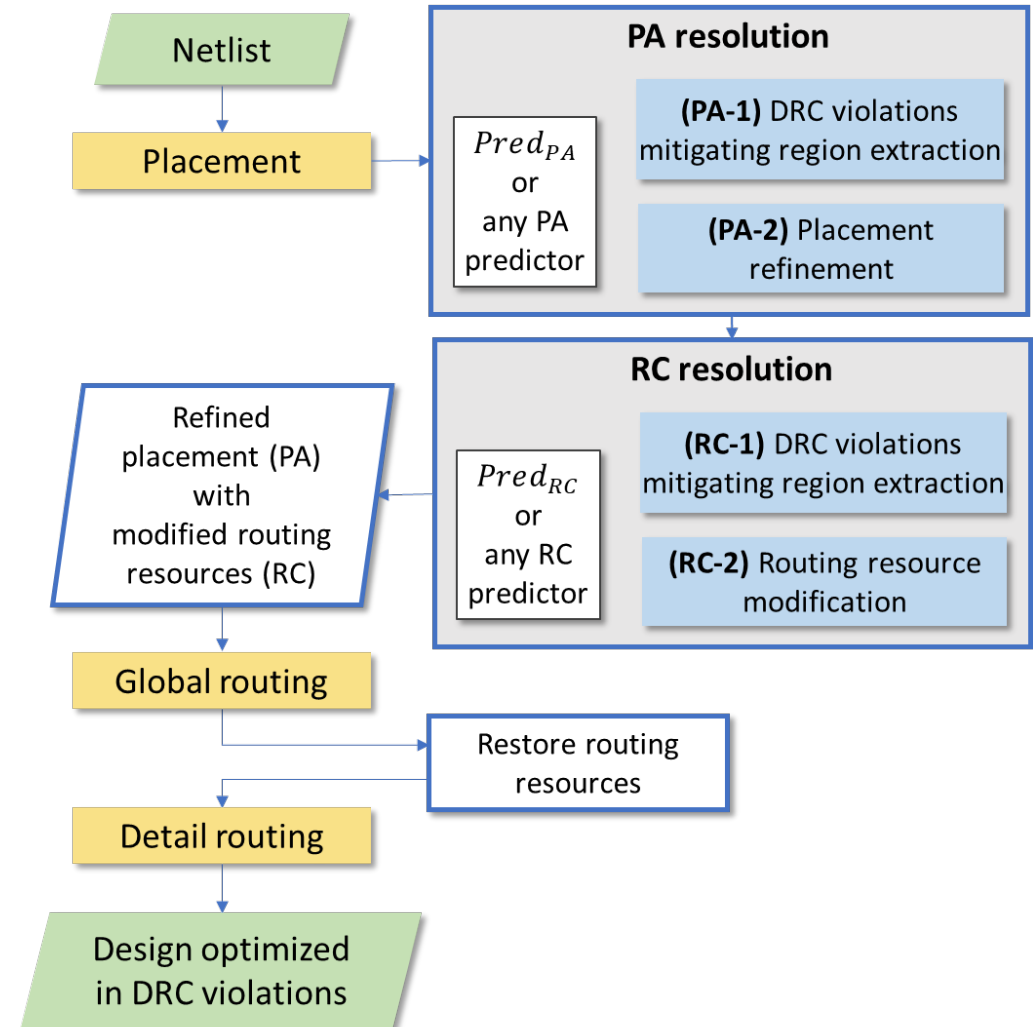 Netlist
Placement
PA resolution
Pred_PA
or
any PA
predictor
(PA-1) DRC violations
mitigating region extraction
(PA-2) Placement
refinement
RC resolution
Pred_RC
or
any RC
predictor
(RC-1) DRC violations
mitigating region extraction
(RC-2) Routing resource
modification
Refined
placement (PA)
with
modified routing
resources (RC)
Global routing
Restore routing
resources
Detail routing
Design optimized
in DRC violations